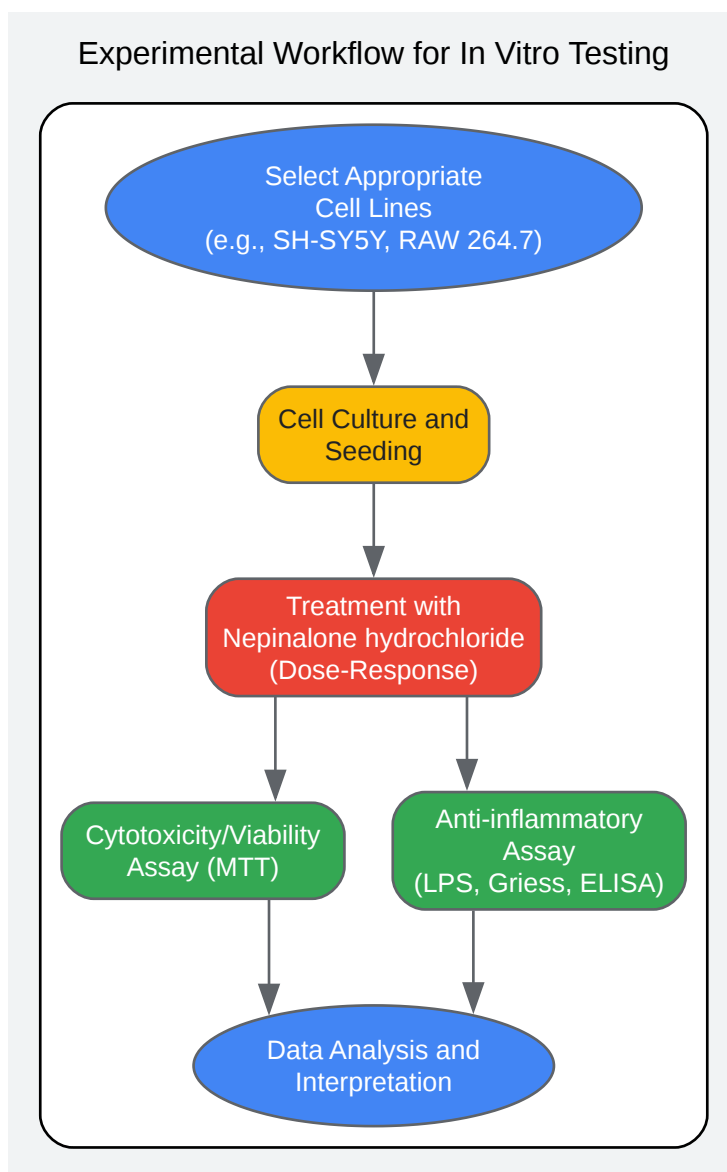 Experimental Workflow for In Vitro Testing
Select Appropriate
Cell Lines
(e.g., SH-SY5Y, RAW 264.7)
Cell Culture and
Seeding
Treatment with
Nepinalone hydrochloride
(Dose-Response)
Cytotoxicity/Viability
Assay (MTT)
Anti-inflammatory
Assay
(LPS, Griess, ELISA)
Data Analysis and
Interpretation